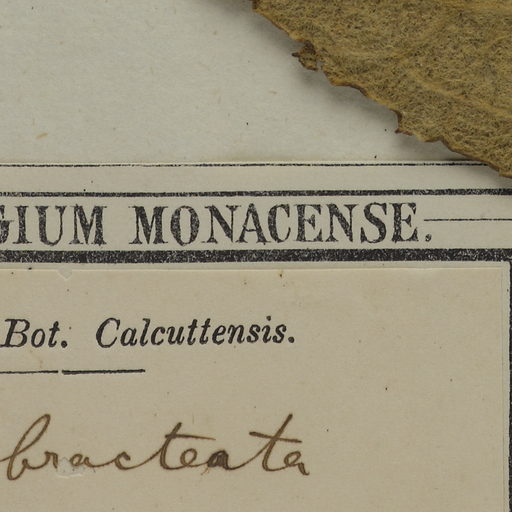 GIUM MONACENSE.
Bot. Calcuttensis.
bracteata